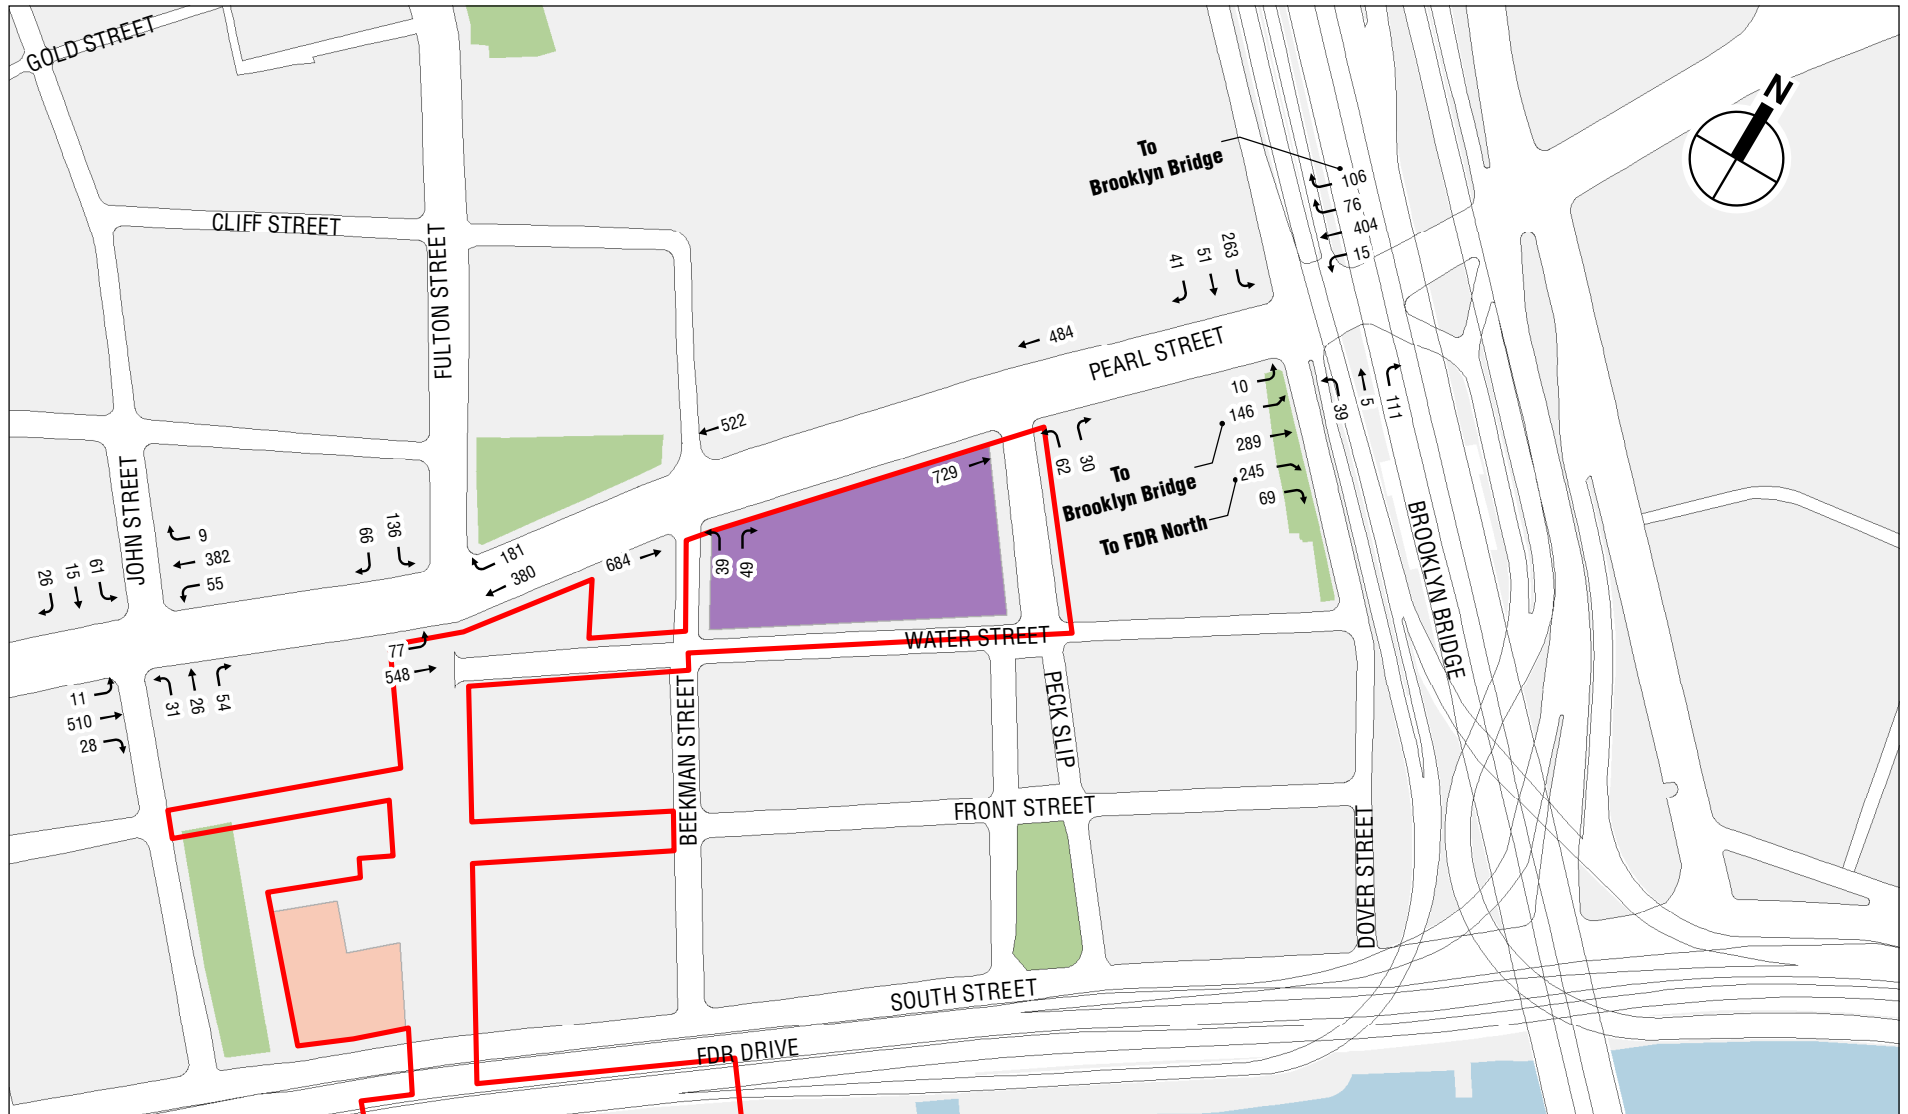 GOLD STREET
N
To
Brooklyn Bridge
106
76
404
15
CLIFF STREET
FULTON STREET
41
51
263
484
PEARL STREET
522
10
146
289
245
69
39
5
111
62
30
To
Brooklyn Bridge
To FDR North
729
JOHN STREET
9
382
55
66
136
26
15
61
181
380
684
39
49
BROOKLYN BRIDGE
77
548
WATER STREET
11
510
28
31
26
54
BEEKMAN STREET
PECK SLIP
FRONT STREET
DOVER STREET
SOUTH STREET
FDR DRIVE